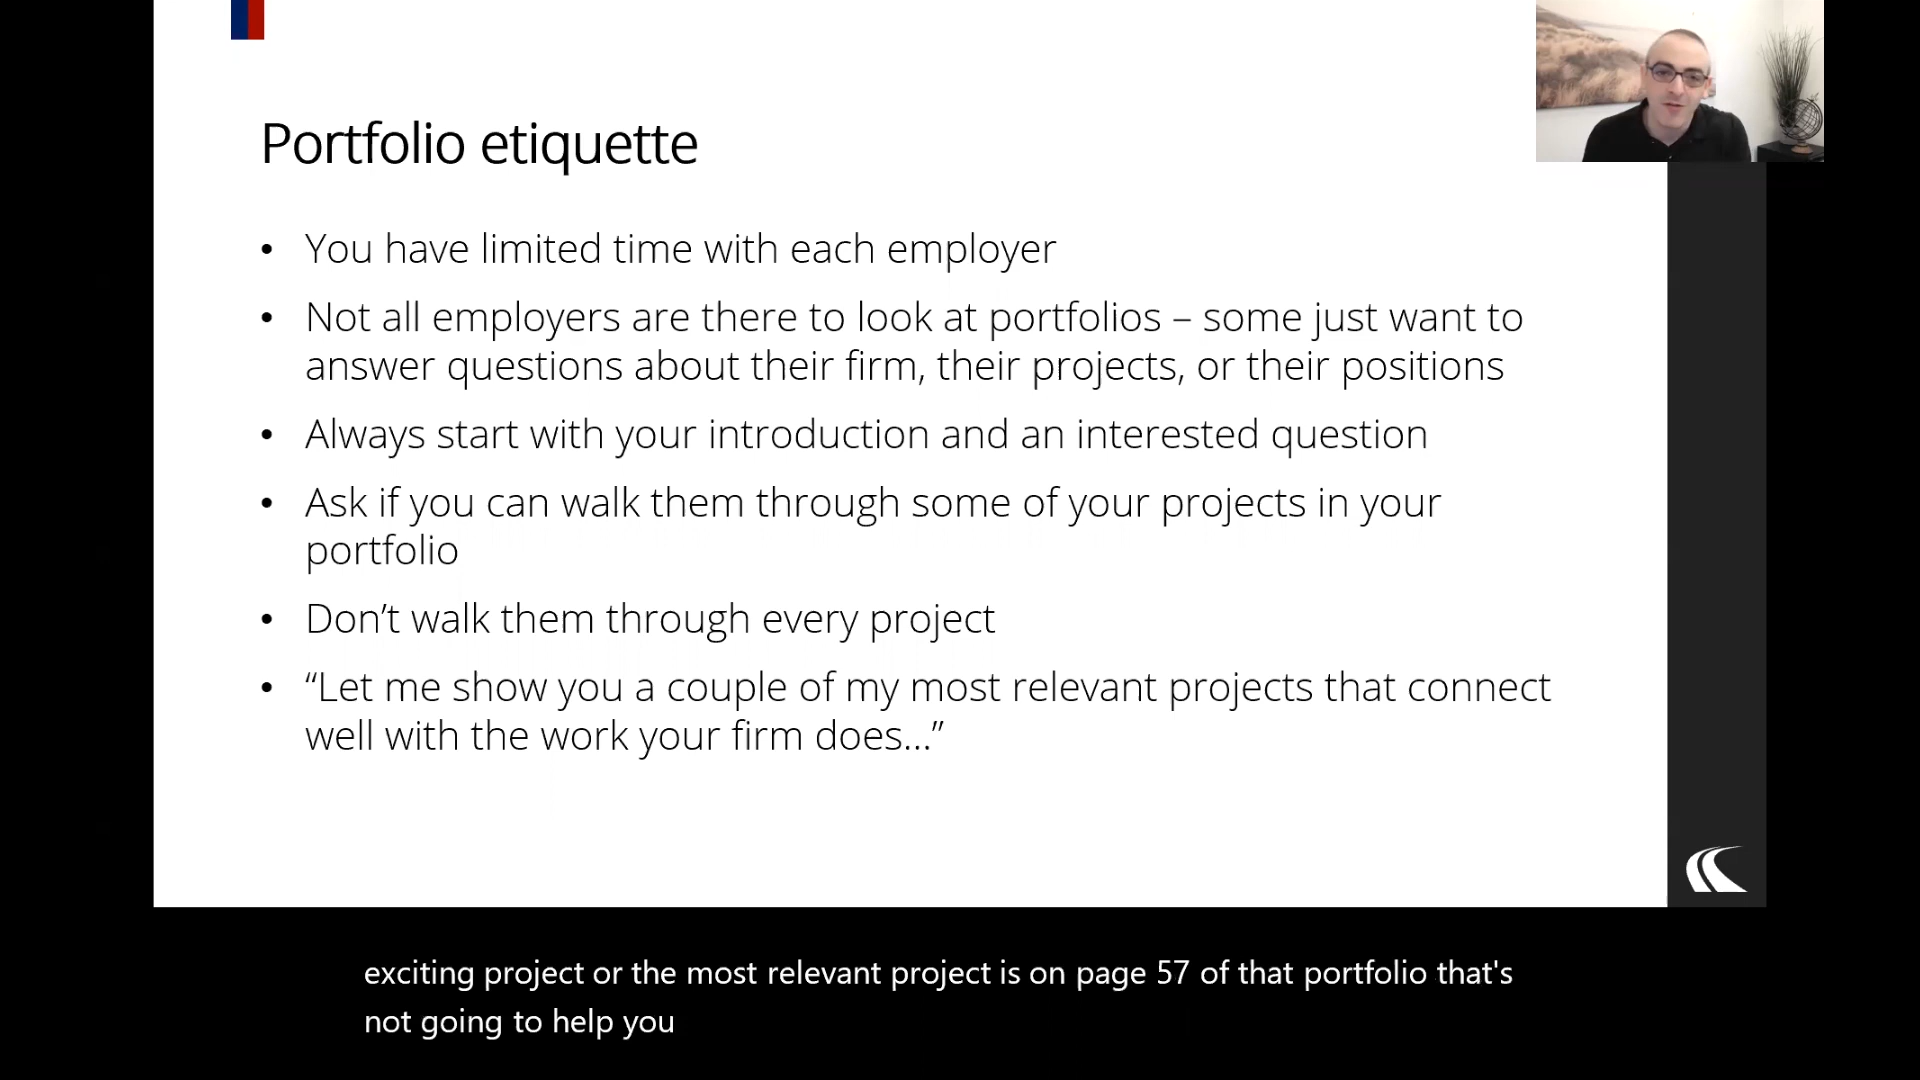 Portfolio etiquette
• You have limited time with each employer
• Not all employers are there to look at portfolios – some just want to
answer questions about their firm, their projects, or their positions
• Always start with your introduction and an interested question
• Ask if you can walk them through some of your projects in your
portfolio
• Don’t walk them through every project
• “Let me show you a couple of my most relevant projects that connect
well with the work your firm does…”
exciting project or the most relevant project is on page 57 of that portfolio that's
not going to help you